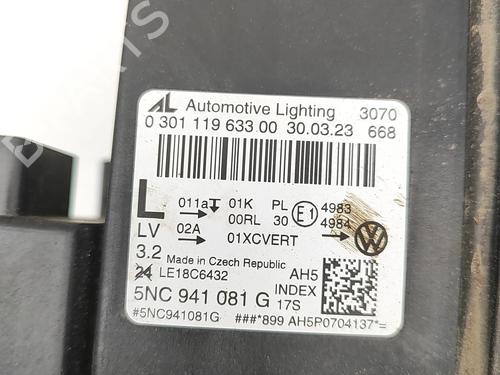 AL Automotive Lighting 3070
0 301 119 633 00 30.03.23 668
L 011a 01K PL E1 4983
00RL 30 4984
LV 02A 01XCVERT
3.2 Made in Czech Republic
24 LE18C6432 AH5
INDEX
5NC 941 081 G 17S
#5NC941081G ###*899 AH5P0704137*=